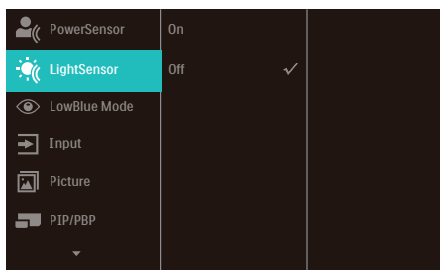 PowerSensor
On
LightSensor
Off
LowBlue Mode
Input
Picture
PIP/PBP